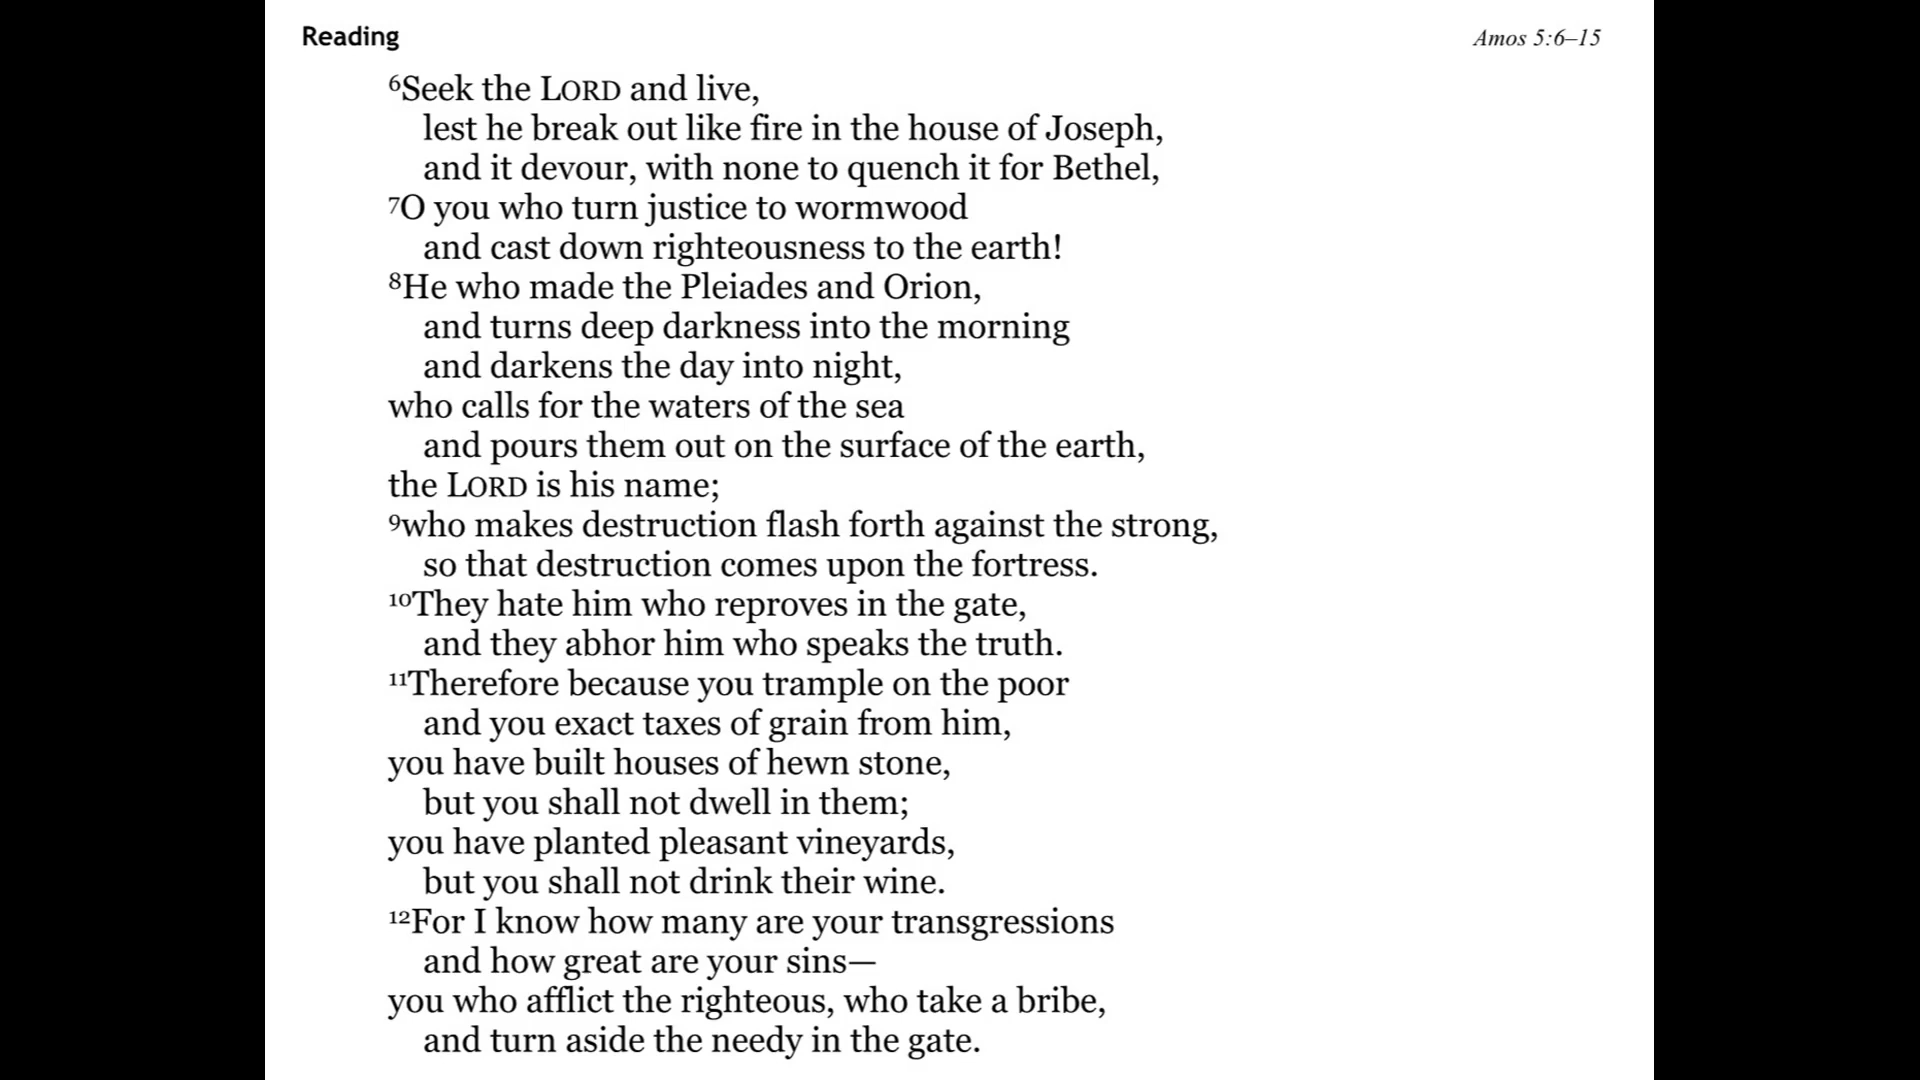 Reading
Amos 5:6–15
⁶Seek the LORD and live,
lest he break out like fire in the house of Joseph,
and it devour, with none to quench it for Bethel,
⁷O you who turn justice to wormwood
and cast down righteousness to the earth!
⁸He who made the Pleiades and Orion,
and turns deep darkness into the morning
and darkens the day into night,
who calls for the waters of the sea
and pours them out on the surface of the earth,
the LORD is his name;
⁹who makes destruction flash forth against the strong,
so that destruction comes upon the fortress.
¹⁰They hate him who reproves in the gate,
and they abhor him who speaks the truth.
¹¹Therefore because you trample on the poor
and you exact taxes of grain from him,
you have built houses of hewn stone,
but you shall not dwell in them;
you have planted pleasant vineyards,
but you shall not drink their wine.
¹²For I know how many are your transgressions
and how great are your sins—
you who afflict the righteous, who take a bribe,
and turn aside the needy in the gate.